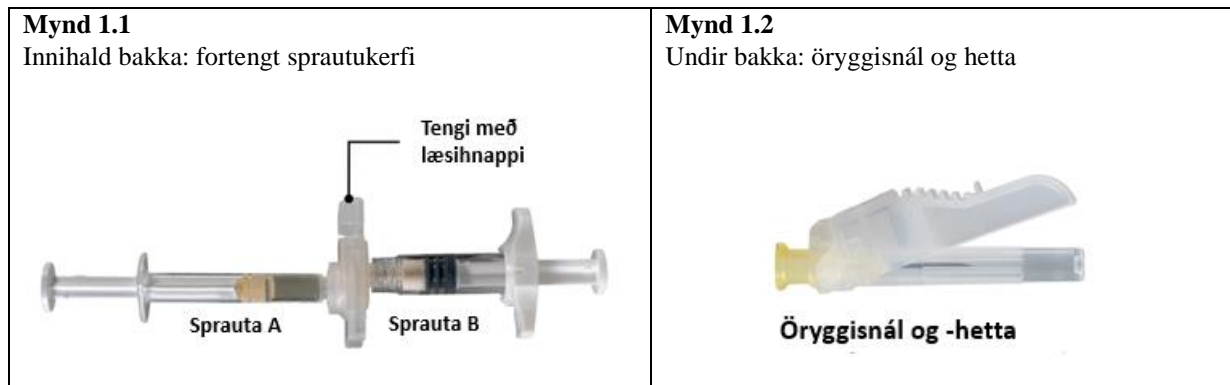 Mynd 1.1
Innihald bakka: fortengt sprautukerfi
Tengi með
læsihnappi
Sprauta A
Sprauta B
Mynd 1.2
Undir bakka: öryggisnál og hetta
Öryggisnál og -hetta